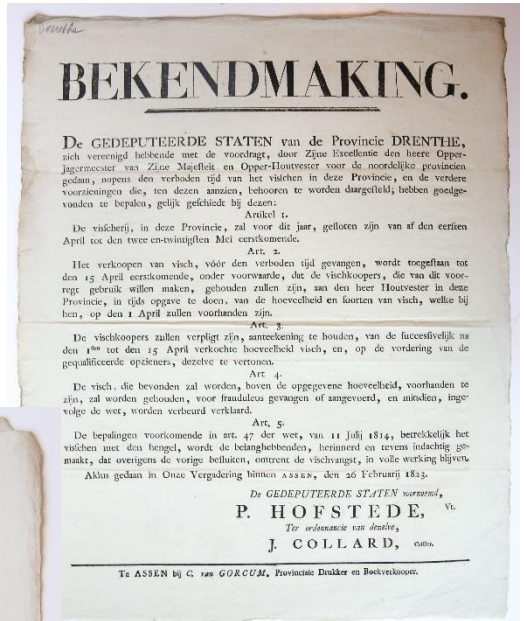 Drenthe
BEKENDMAKING.
De GEDEPUTEERDE STATEN van de Provincie DRENTHE,
zich vereenigd hebbende met de voordragt, door Zijne Excellentie den heere Opper-
Jagermeester van Zijne Majesteit en Opper-Houtvester voor de noordelijke provincien
gedaan, nopens den verboden tijd van het visschen in deze Provincie, en de verdere
voorzieningen die, ten dezen aanzien, behooren te worden daargesteld; hebben goedge-
vonden te bepalen, gelijk geschiedt bij dezen:
Artikel 1.
De visscherij, in deze Provincie, zal voor dit jaar, gesloten zijn van af den eersten
April tot den twee en-twintigsten Mei eerstkomende.
Art. 2.
Het verkoopen van visch, vóór den verboden tijd gevangen, wordt toegestaan tot
den 15 April eerstkomende, onder voorwaarde, dat de vischkoopers, die van dit voor-
regt gebruik willen maken, gehouden zullen zijn, aan den heer Houtvester in deze
Provincie, in tijds opgave te doen, van de hoeveelheid en soorten van visch, welke bij
hen, op den 1 April zullen voorhanden zijn.
Art. 3.
De vischkoopers zullen verpligt zijn, aanteekening te houden, van de successivelijk na
den 1sten tot den 15 April verkochte hoeveelheid visch, en, op de vordering van de
gequalificeerde opzieners, dezelve te vertonen.
Art 4.
De visch, die bevonden zal worden, boven de opgegevene hoeveelheid, voorhanden te
zijn, zal worden gehouden, voor frauduleus gevangen of aangevoerd, en mitsdien, inge-
volge de wet, worden verbeurd verklaard.
Art. 5.
De bepalingen voorkomende in art. 47 der wet, van 11 Julij 1814, betrekkelijk het
visschen met den hengel, wordt de belanghebbenden, herinnerd en tevens indachtig ge-
maakt, dat overigens de vorige besluiten, omtrent de vischvangst, in volle werking blijven.
Aldus gedaan in Onze Vergadering binnen ASSEN, den 26 Februarij 1823.
De GEDEPUTEERDE STATEN voornoemd,
P. HOFSTEDE, Vt.
Ter ordonnancie van dezelve,
J. COLLARD,
Te ASSEN bij C. van GORCUM, Provinciale Drukker en Boekverkooper.